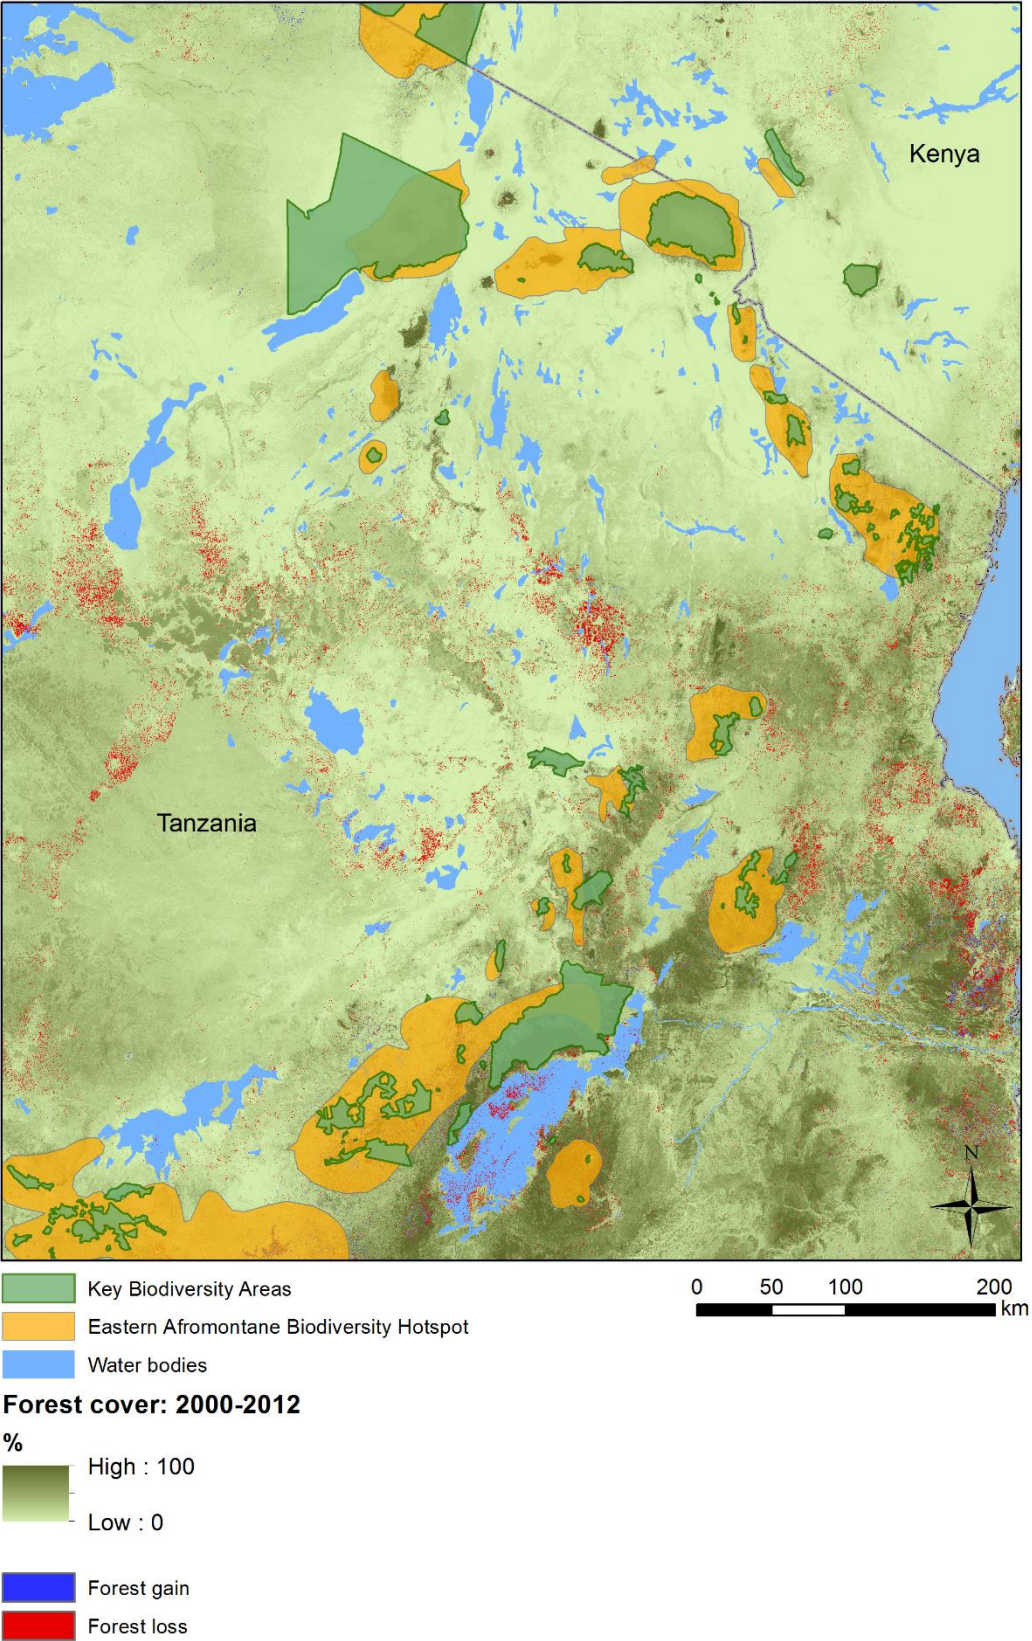 Kenya
Tanzania
N
Key Biodiversity Areas
Eastern Afromontane Biodiversity Hotspot
Water bodies
0 50 100 200
km
Forest cover: 2000-2012
%
High : 100
Low : 0
Forest gain
Forest loss